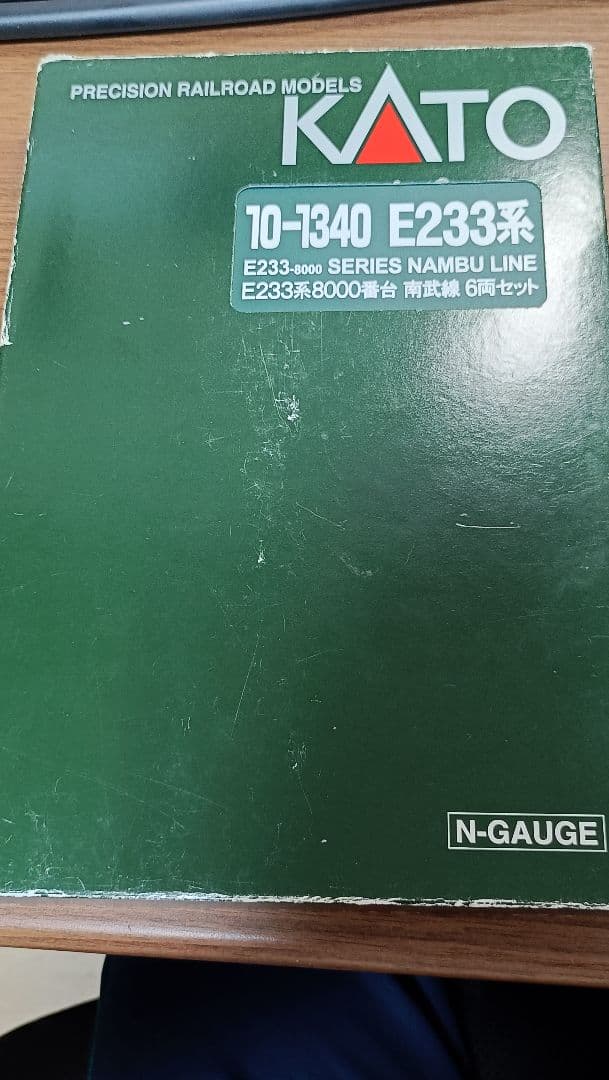 PRECISION RAILROAD MODELS
KATO
10-1340 E233系
E233-8000 SERIES NAMBU LINE
E233系8000番台 南武線 6両セット
N-GAUGE